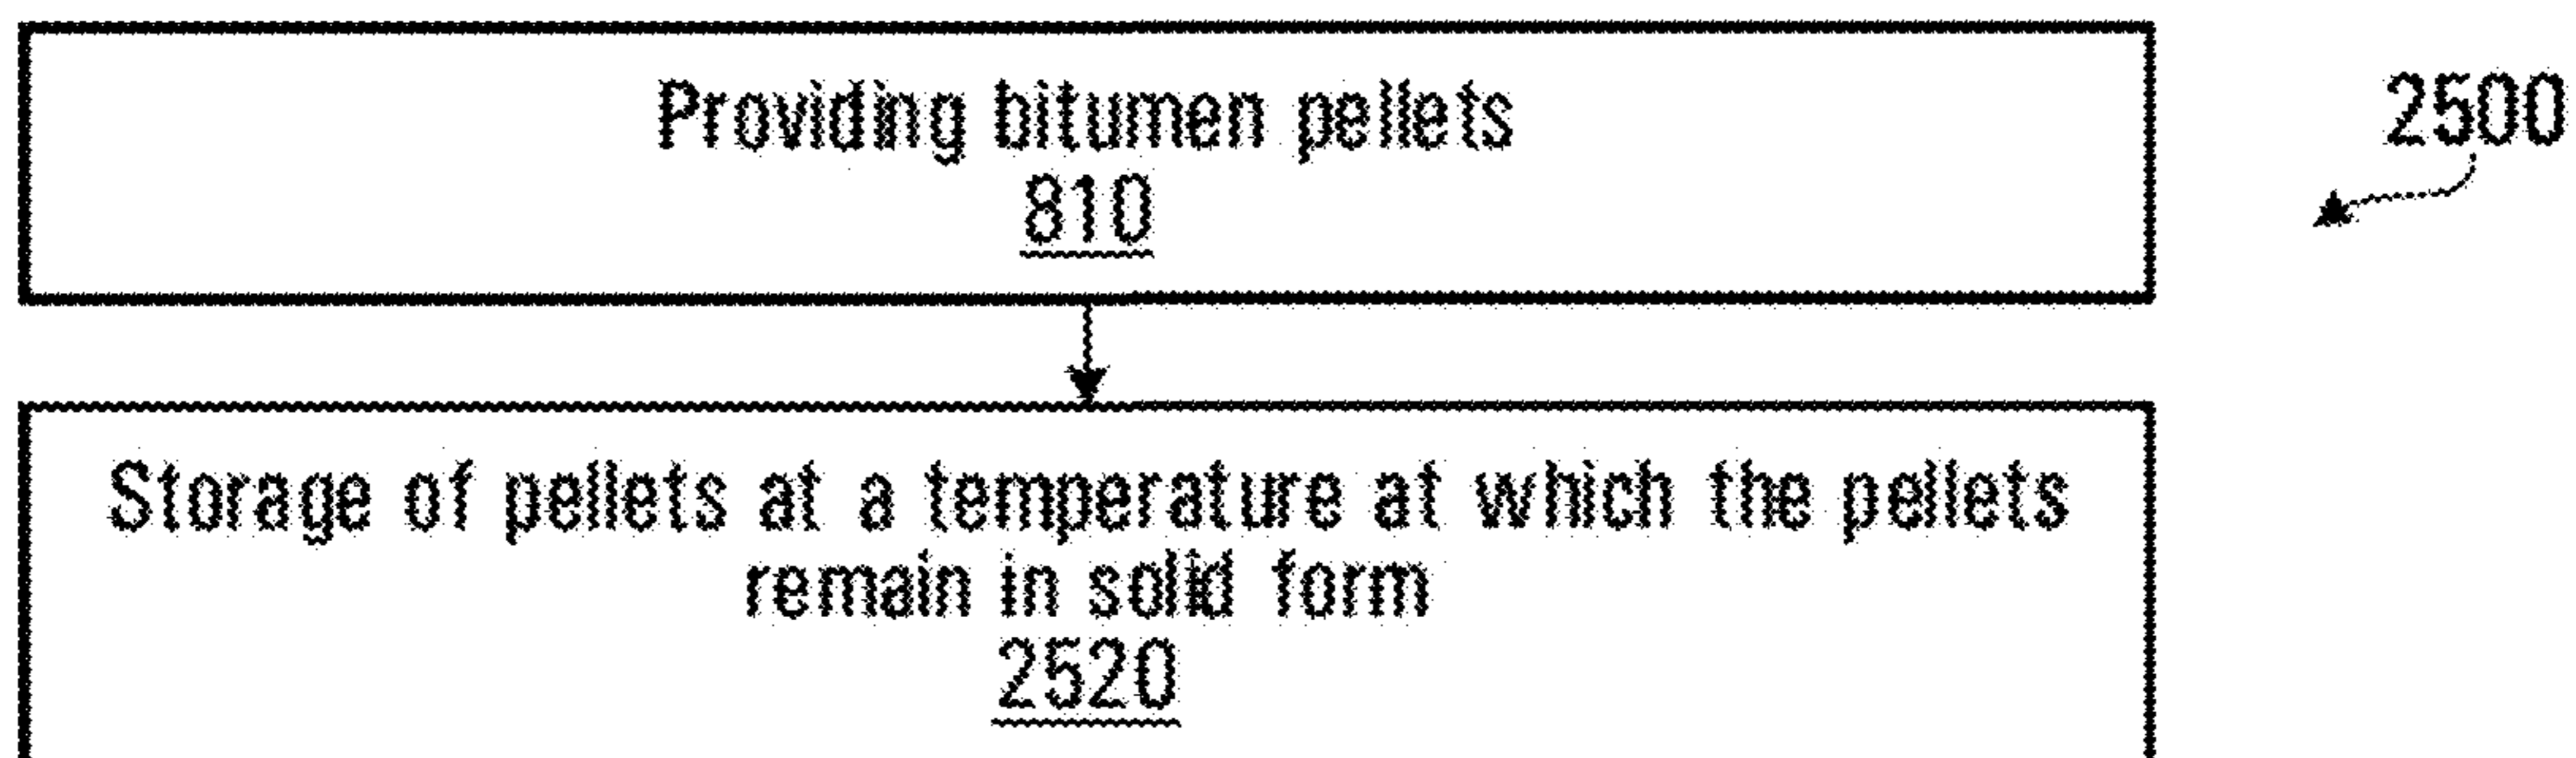 Providing bitumen pellets
810
2500
Storage of pellets at a temperature at which the pellets
remain in solid form
2520